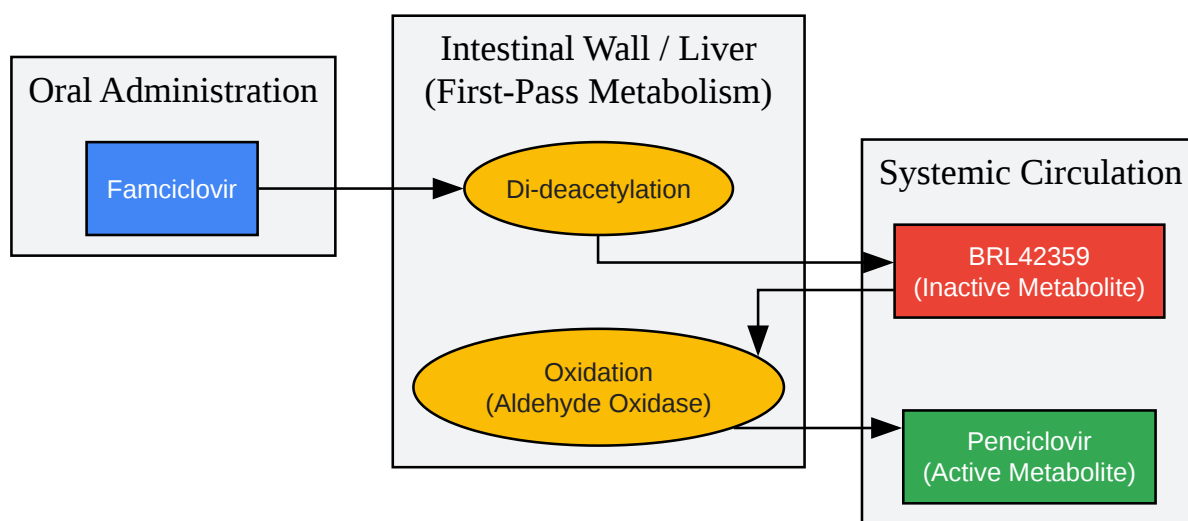 Oral Administration
Famciclovir
Intestinal Wall / Liver
(First-Pass Metabolism)
Di-deacetylation
Oxidation
(Aldehyde Oxidase)
Systemic Circulation
BRL42359
(Inactive Metabolite)
Penciclovir
(Active Metabolite)